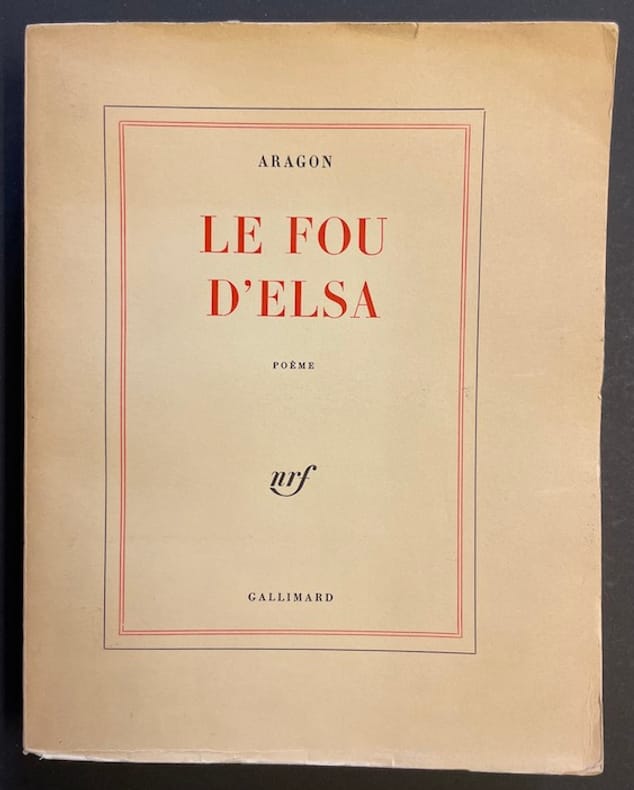 ARAGON
LE FOU
D'ELSA
POÈME
nrf
GALLIMARD